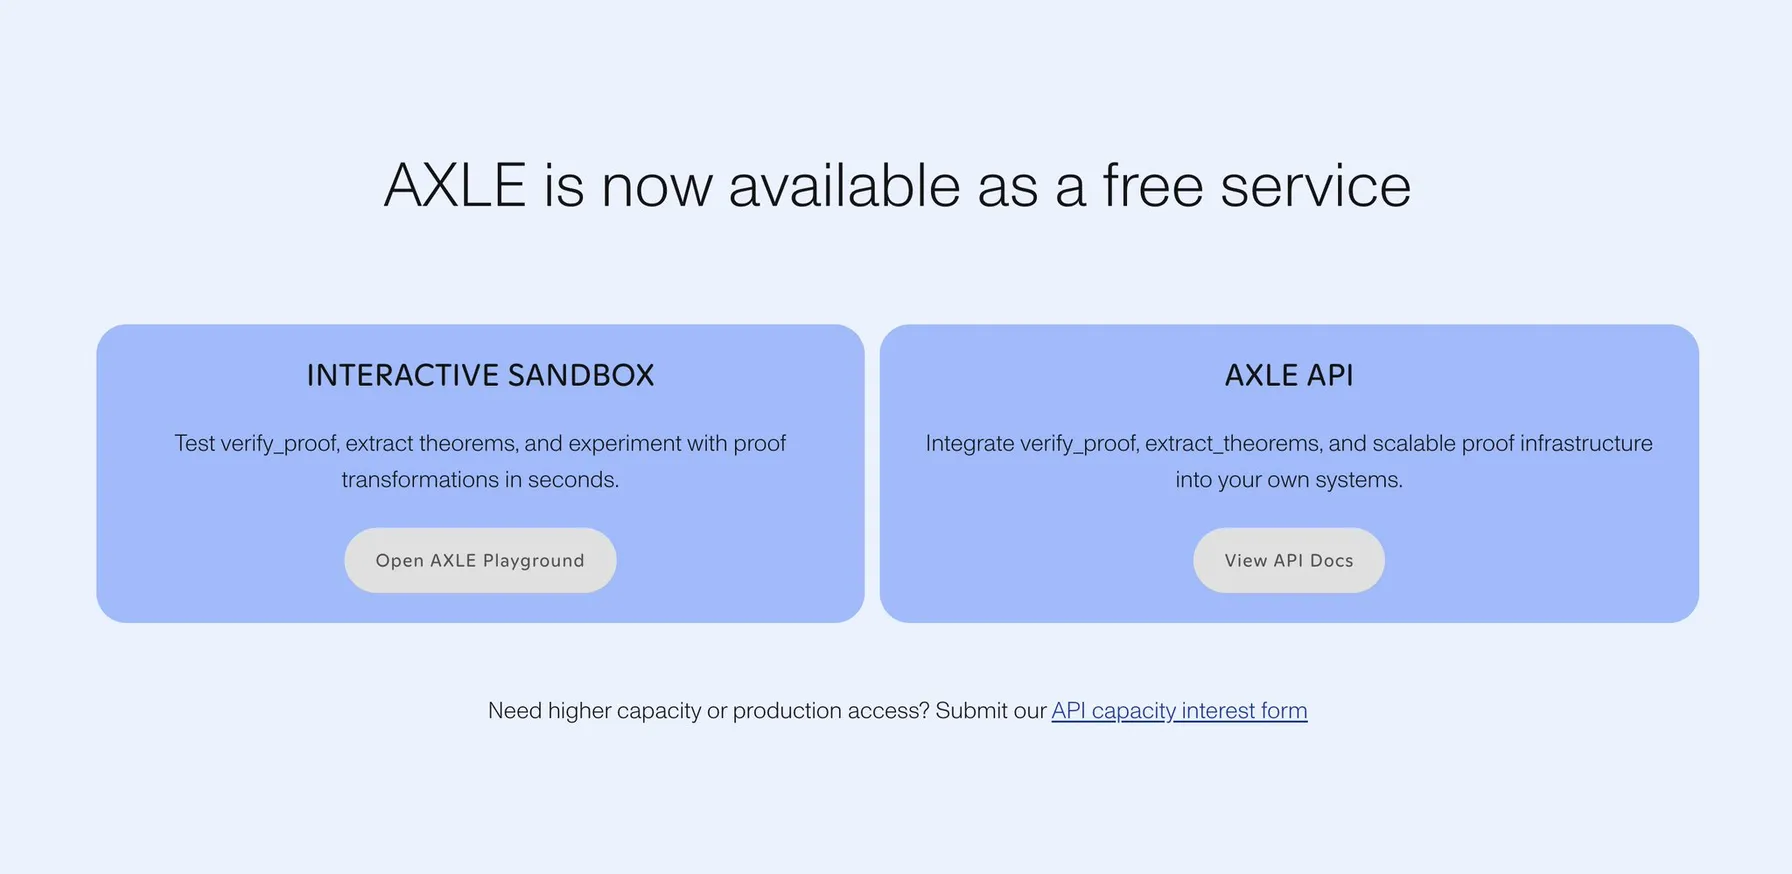 AXLE is now available as a free service
INTERACTIVE SANDBOX
Test verify_proof, extract theorems, and experiment with proof
transformations in seconds.
Open AXLE Playground
AXLE API
Integrate verify_proof, extract_theorems, and scalable proof infrastructure
into your own systems.
View API Docs
Need higher capacity or production access? Submit our API capacity interest form